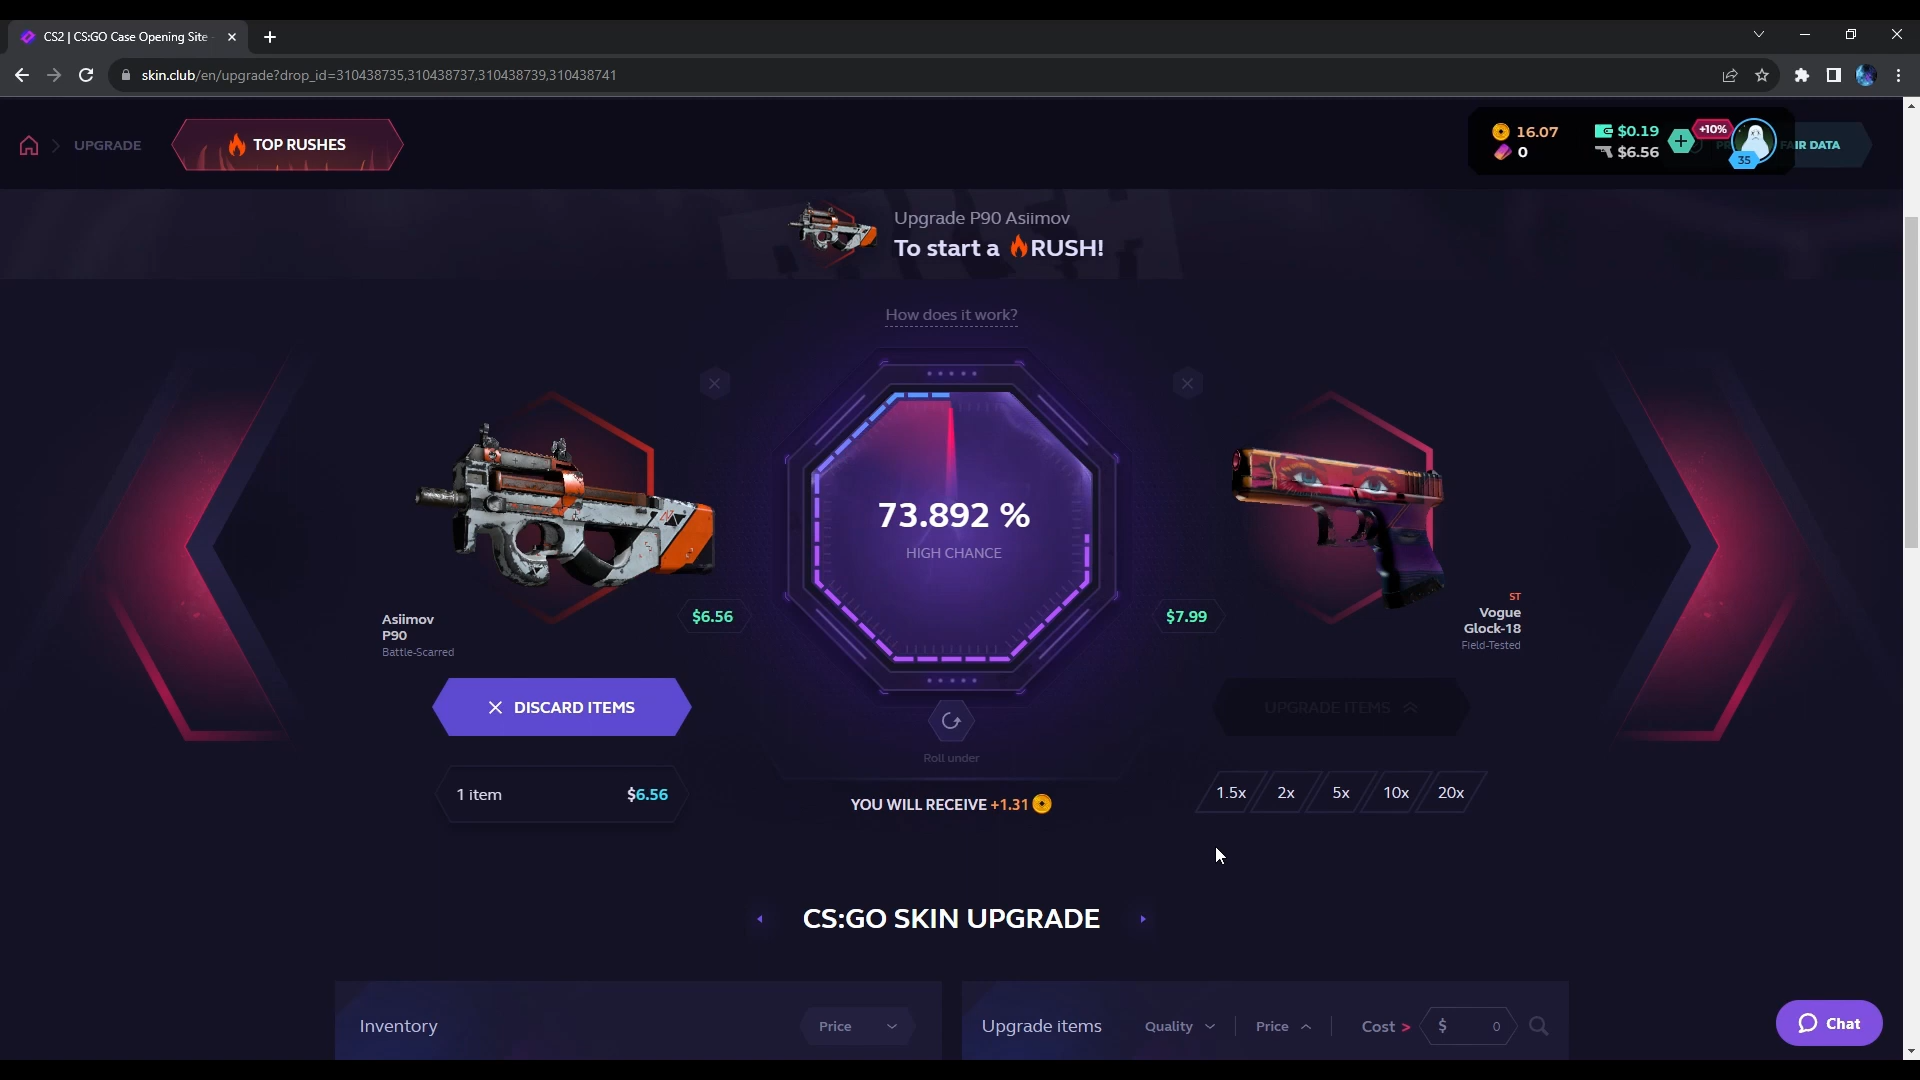 CS2 | CS:GO Case Opening Site
skin.club/en/upgrade?drop_id=310438735,310438737,310438739,310438741
UPGRADE
TOP RUSHES
16.07
0
$0.19
$6.56
+10%
35
FAIR DATA
Upgrade P90 Asiimov
To start a RUSH!
How does it work?
73.892 %
HIGH CHANCE
Asiimov
P90
Battle-Scarred
$6.56
$7.99
ST
Vogue
Glock-18
Field-Tested
DISCARD ITEMS
UPGRADE ITEMS
Roll under
1 item
$6.56
YOU WILL RECEIVE +1.31
1.5x
2x
5x
10x
20x
CS:GO SKIN UPGRADE
Inventory
Price
Upgrade items
Quality
Price
Cost >
$ 0
Chat